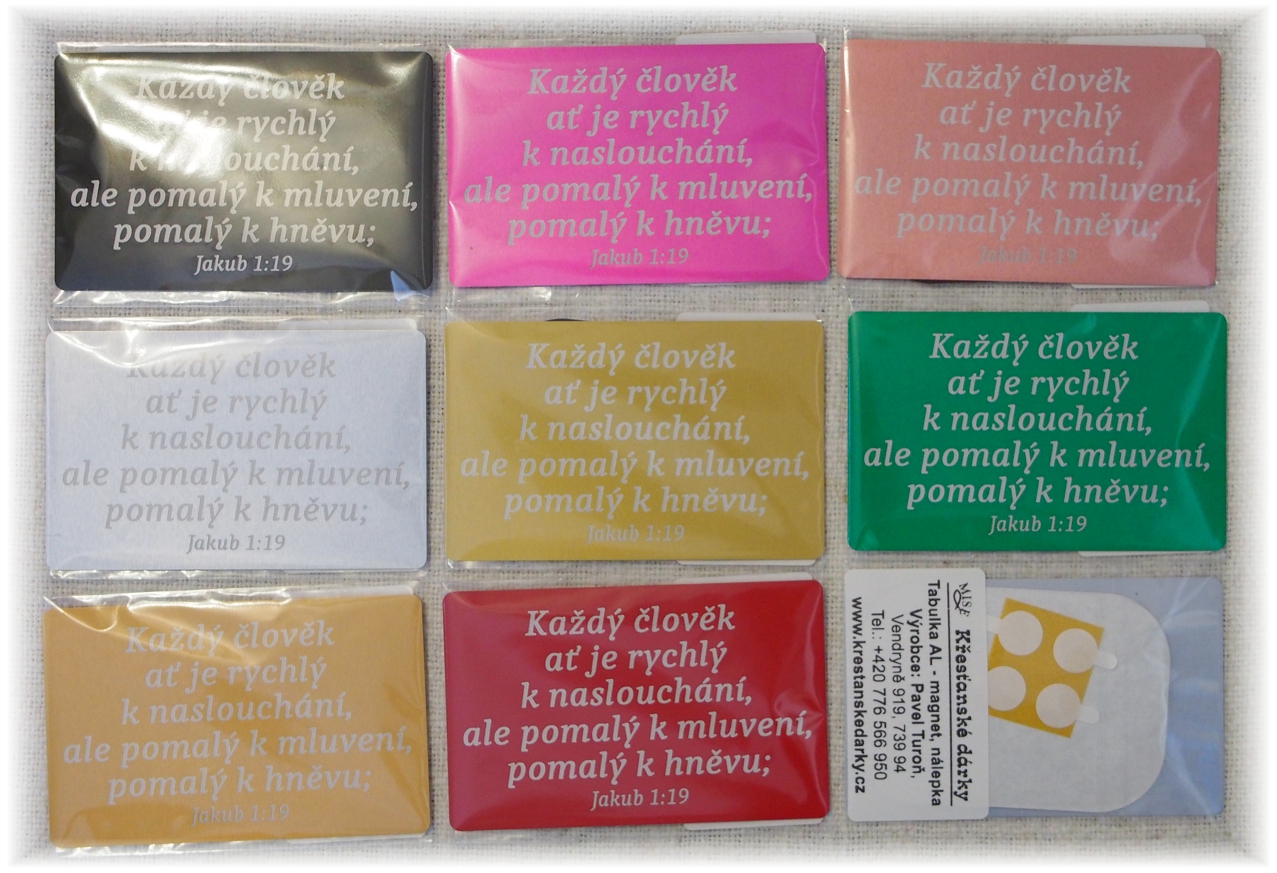 Každý člověk
ať je rychlý
k naslouchání,
ale pomalý k mluvení,
pomalý k hněvu;
Jakub 1:19
Každý člověk
ať je rychlý
k naslouchání,
ale pomalý k mluvení,
pomalý k hněvu;
Jakub 1:19
Každý člověk
ať je rychlý
k naslouchání,
ale pomalý k mluvení,
pomalý k hněvu;
Jakub 1:19
Každý člověk
ať je rychlý
k naslouchání,
ale pomalý k mluvení,
pomalý k hněvu;
Jakub 1:19
Každý člověk
ať je rychlý
k naslouchání,
ale pomalý k mluvení,
pomalý k hněvu;
Jakub 1:19
Každý člověk
ať je rychlý
k naslouchání,
ale pomalý k mluvení,
pomalý k hněvu;
Jakub 1:19
Každý člověk
ať je rychlý
k naslouchání,
ale pomalý k mluvení,
pomalý k hněvu;
Jakub 1:19
Každý člověk
ať je rychlý
k naslouchání,
ale pomalý k mluvení,
pomalý k hněvu;
Jakub 1:19
MISE Křesťanské dárky
Tabulka AL - magnet, nálepka
Výrobce: Pavel Turoň,
Vendryně 919, 739 94
Tel.: +420 776 566 950
www.krestanskedarky.cz